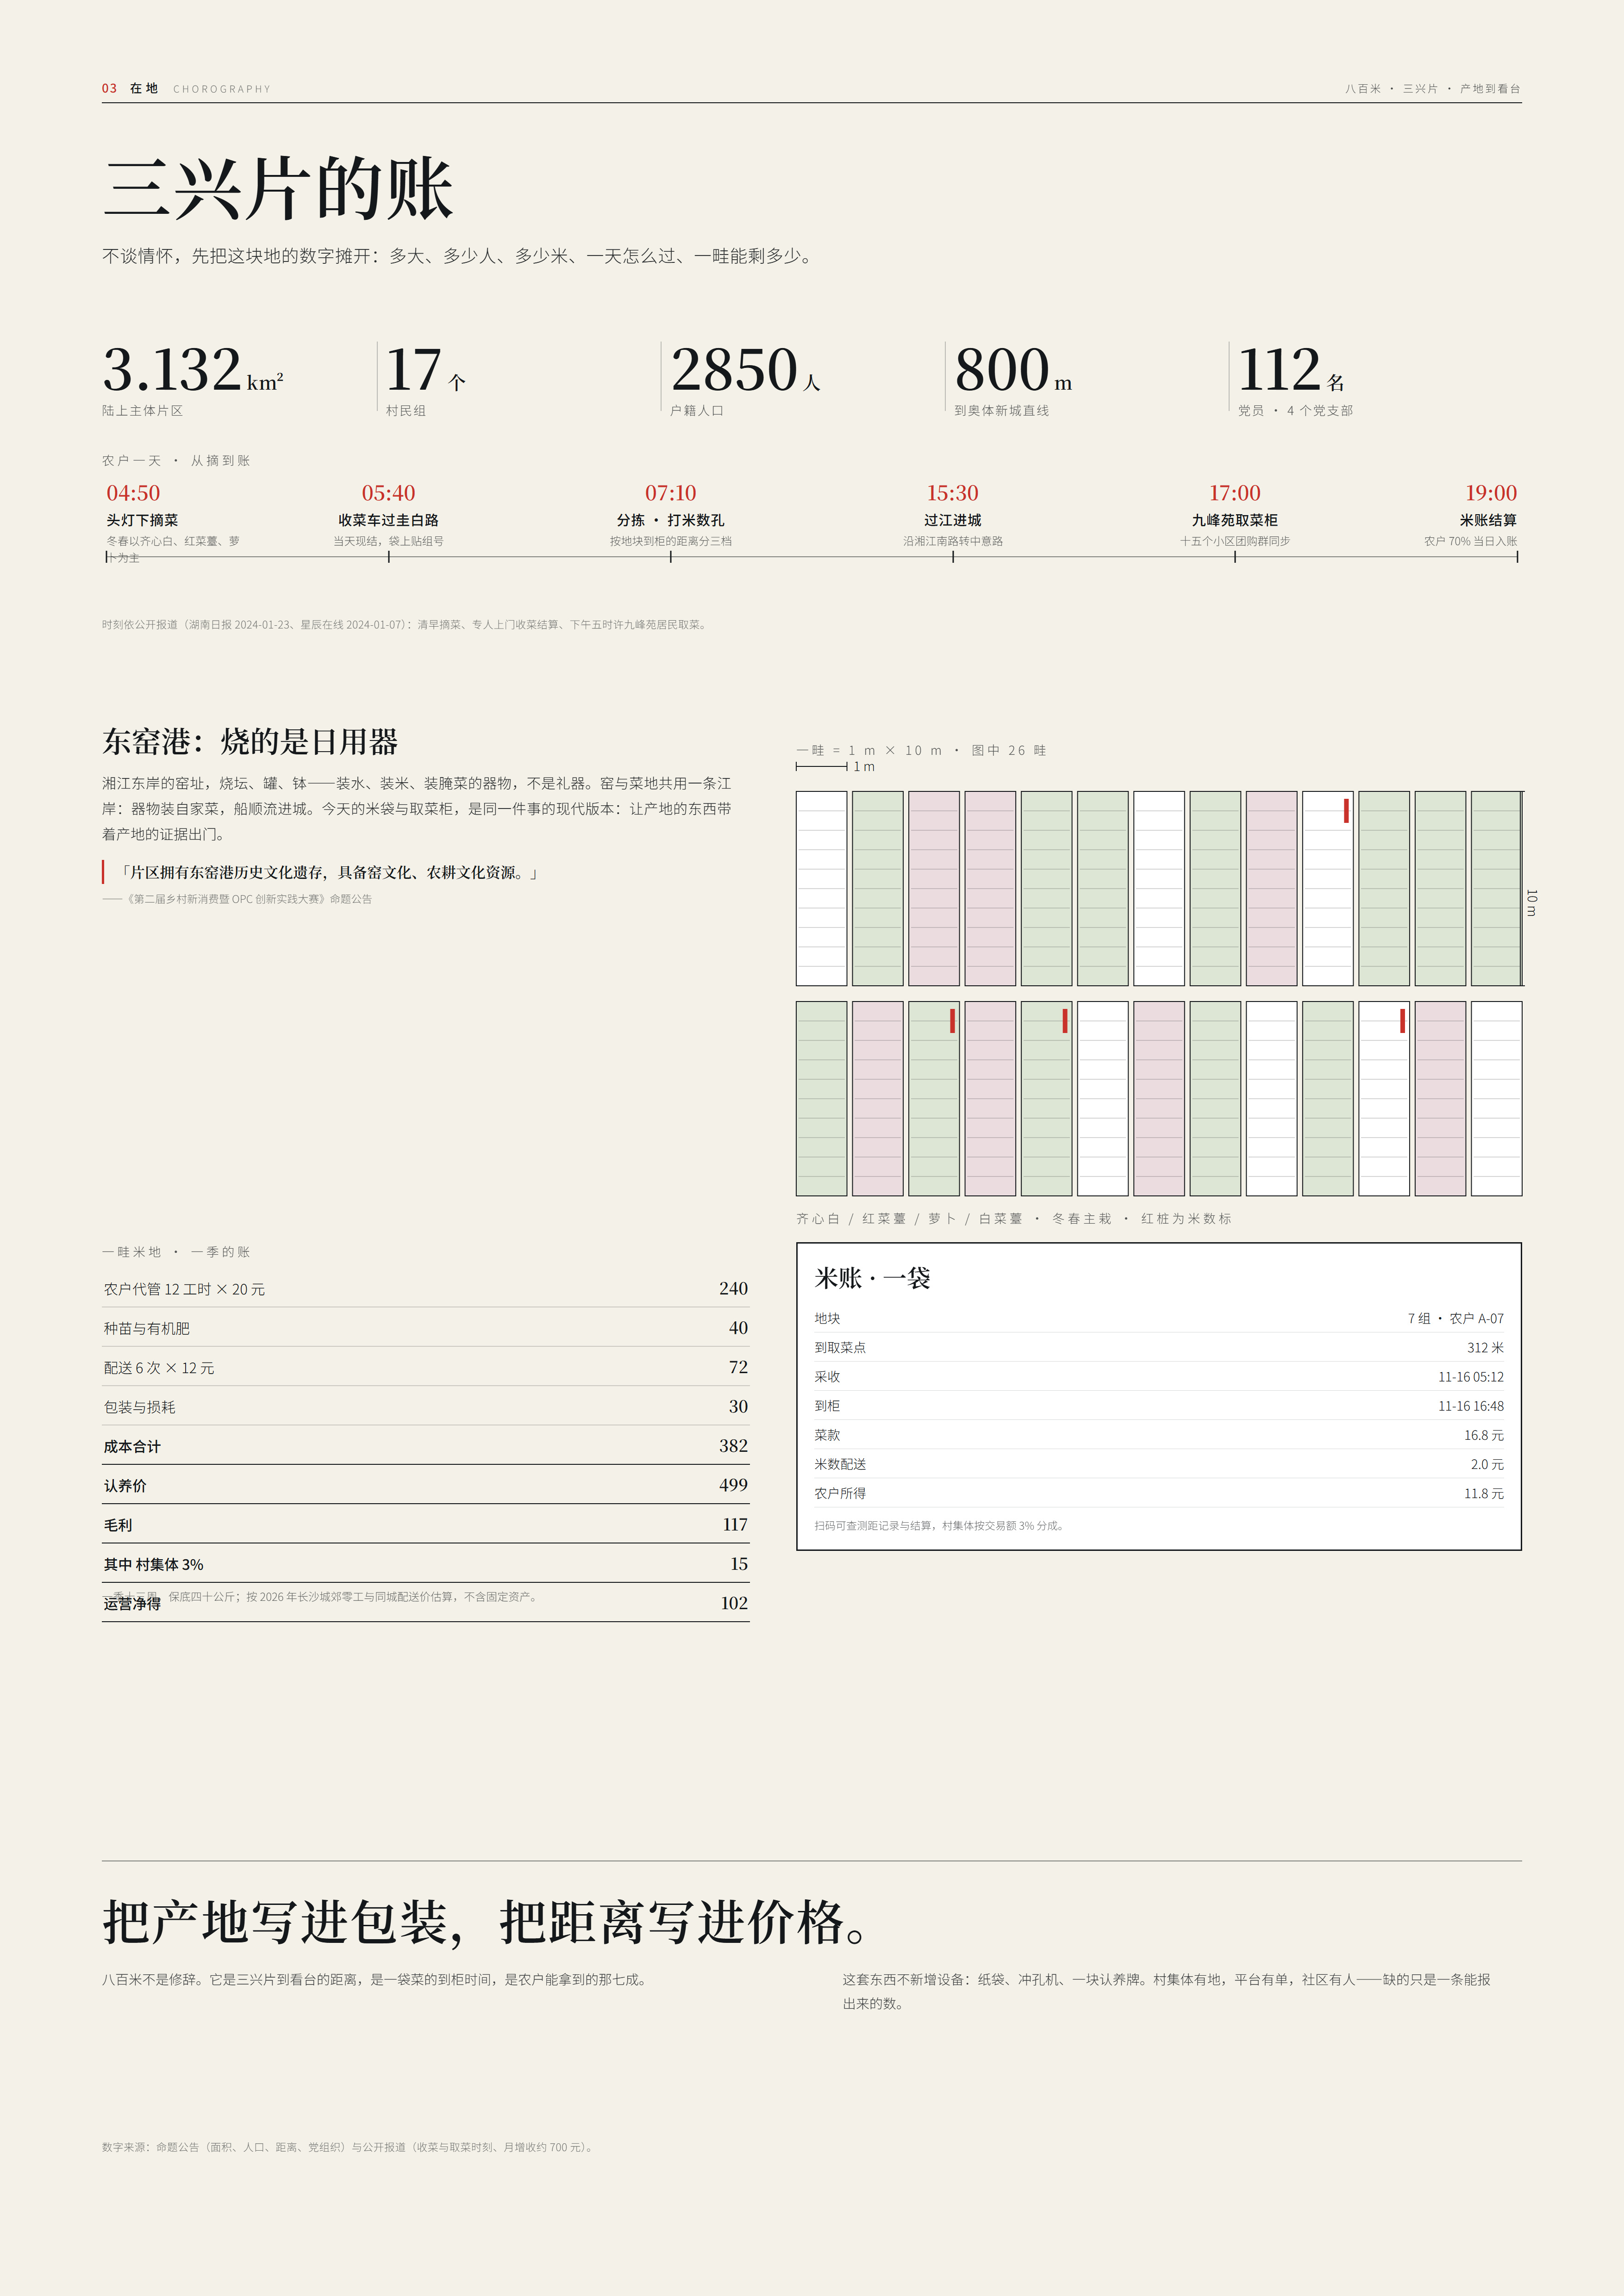 03 在地 CHOROGRAPHY
八百米 · 三兴片 · 产地到看台
三兴片的账
不谈情怀，先把这块地的数字摊开：多大、多少人、多少米、一天怎么过、一畦能剩多少。
3.132 km²
陆上主体片区
17 个
村民组
2850 人
户籍人口
800 m
到奥体新城直线
112 名
党员 · 4 个党支部
农户一天 · 从摘到账
04:50
头灯下摘菜
冬春以齐心白、红菜薹、萝
卜为主
05:40
收菜车过圭白路
当天现结，袋上贴组号
07:10
分拣 · 打米数孔
按地块到柜的距离分三档
15:30
过江进城
沿湘江南路转中意路
17:00
九峰苑取菜柜
十五个小区团购群同步
19:00
米账结算
农户 70% 当日入账
时刻依公开报道（湖南日报 2024-01-23、星辰在线 2024-01-07）：清早摘菜、专人上门收菜结算、下午五时许九峰苑居民取菜。
东窑港：烧的是日用器
湘江东岸的窑址，烧坛、罐、钵——装水、装米、装腌菜的器物，不是礼器。窑与菜地共用一条江
岸：器物装自家菜，船顺流进城。今天的米袋与取菜柜，是同一件事的现代版本：让产地的东西带
着产地的证据出门。
「片区拥有东窑港历史文化遗存，具备窑文化、农耕文化资源。」
——《第二届乡村新消费暨 OPC 创新实践大赛》命题公告
一畦 = 1 m × 10 m · 图中 26 畦
1 m
10 m
齐心白 / 红菜薹 / 萝卜 / 白菜薹 · 冬春主栽 · 红桩为米数标
一畦米地 · 一季的账
农户代管 12 工时 × 20 元 240
种苗与有机肥 40
配送 6 次 × 12 元 72
包装与损耗 30
成本合计 382
认养价 499
毛利 117
其中 村集体 3% 15
一季十三周，保底四十公斤；按 2026 年长沙城郊零工与同城配送价估算，不含固定资产。
运营净得 102
米账 · 一袋
地块 7 组 · 农户 A-07
到取菜点 312 米
采收 11-16 05:12
到柜 11-16 16:48
菜款 16.8 元
米数配送 2.0 元
农户所得 11.8 元
扫码可查测距记录与结算，村集体按交易额 3% 分成。
把产地写进包装，把距离写进价格。
八百米不是修辞。它是三兴片到看台的距离，是一袋菜的到柜时间，是农户能拿到的那七成。
这套东西不新增设备：纸袋、冲孔机、一块认养牌。村集体有地，平台有单，社区有人——缺的只是一条能报
出来的数。
数字来源：命题公告（面积、人口、距离、党组织）与公开报道（收菜与取菜时刻、月增收约 700 元）。